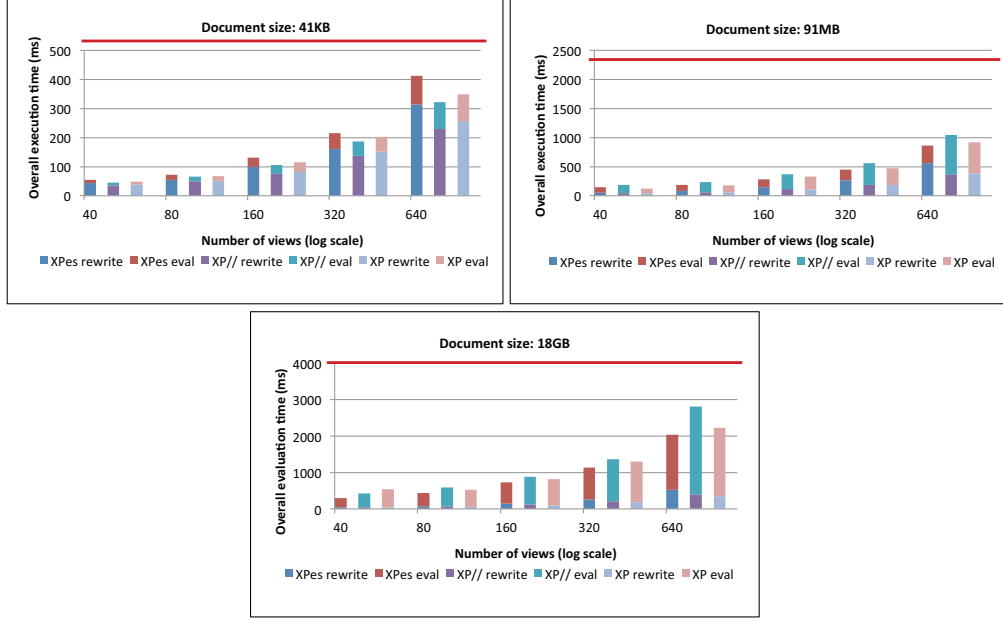 Document size: 41KB
Overall execution time (ms)
500
400
300
200
100
0
40 80 160 320 640
Number of views (log scale)
XPes rewrite XPes eval XP// rewrite XP// eval XP rewrite XP eval
Document size: 91MB
Overall execution time (ms)
2500
2000
1500
1000
500
0
40 80 160 320 640
Number of views (log scale)
XPes rewrite XPes eval XP// rewrite XP// eval XP rewrite XP eval
Document size: 18GB
Overall evaluation time (ms)
4000
3000
2000
1000
0
40 80 160 320 640
Number of views (log scale)
XPes rewrite XPes eval XP// rewrite XP// eval XP rewrite XP eval